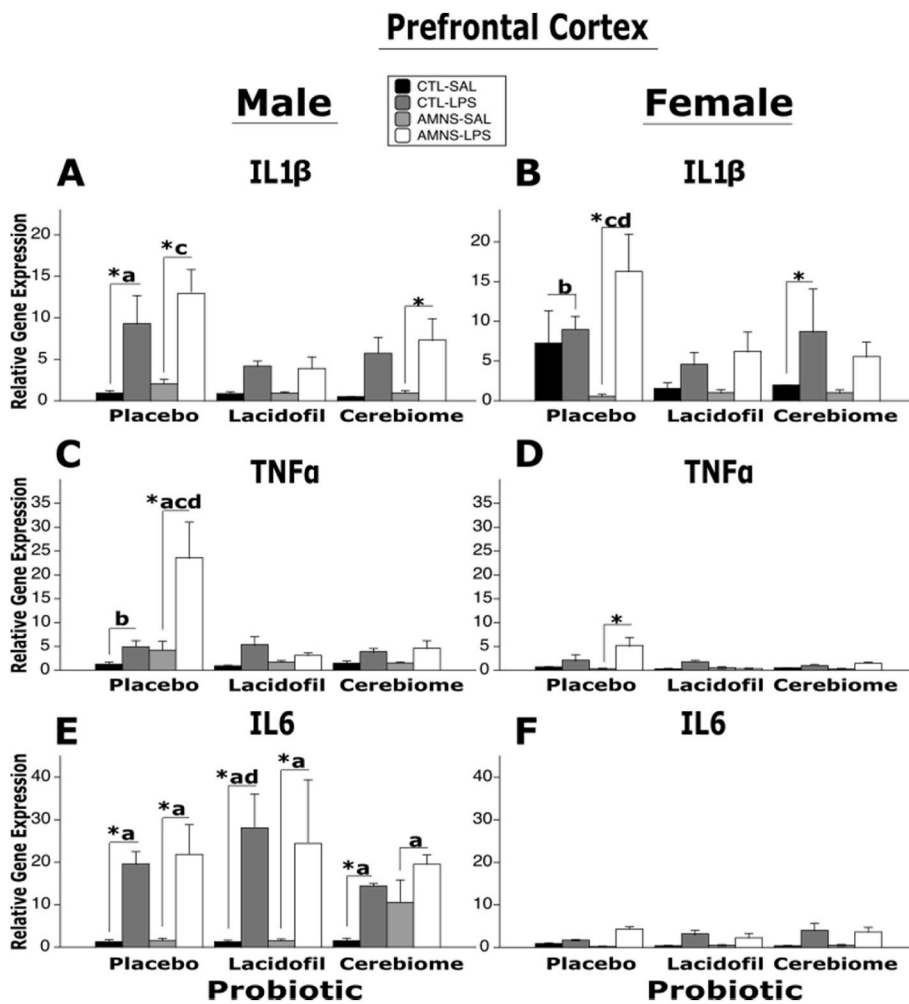 Prefrontal Cortex
CTL-SAL
CTL-LPS
AMNS-SAL
AMNS-LPS
Male
Female
A
IL1β
Relative Gene Expression
20
15
10
5
0
*a
*c
*
Placebo Lacidofil Cerebiome
B
IL1β
20
15
10
5
0
b
*cd
*
Placebo Lacidofil Cerebiome
C
TNFα
Relative Gene Expression
35
30
25
20
15
10
5
0
b
*acd
Placebo Lacidofil Cerebiome
D
TNFα
35
30
25
20
15
10
5
0
*
Placebo Lacidofil Cerebiome
E
IL6
Relative Gene Expression
40
30
20
10
0
*a
*a
*ad
*a
*a
a
Placebo Lacidofil Cerebiome
Probiotic
F
IL6
40
30
20
10
0
Placebo Lacidofil Cerebiome
Probiotic